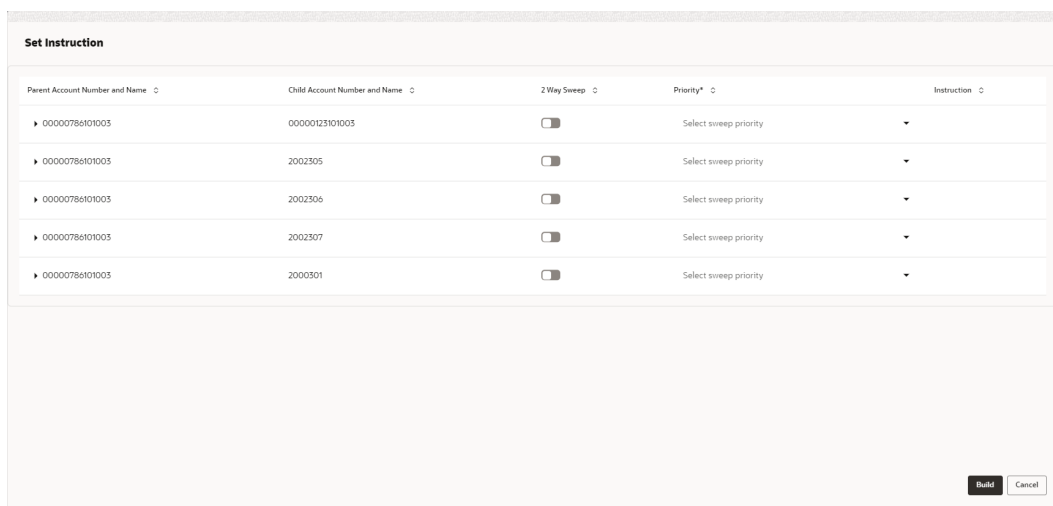 Set Instruction
Parent Account Number and Name Child Account Number and Name 2 Way Sweep Priority* Instruction
00000786101003 00000123101003 Select sweep priority
00000786101003 2002305 Select sweep priority
00000786101003 2002306 Select sweep priority
00000786101003 2002307 Select sweep priority
00000786101003 2000301 Select sweep priority
Build Cancel